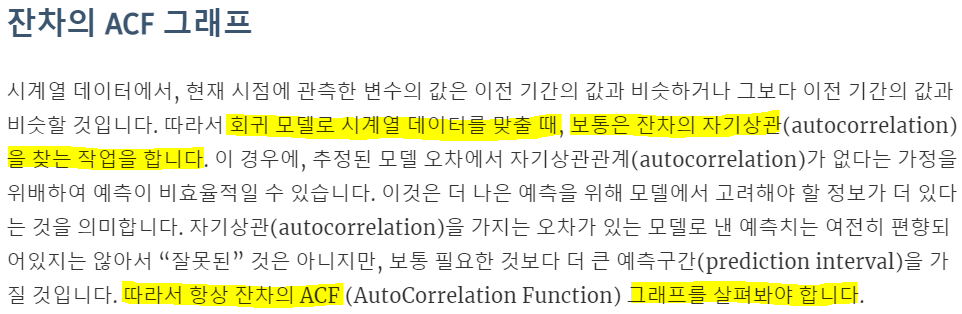 잔차의 ACF 그래프
시계열 데이터에서, 현재 시점에 관측한 변수의 값은 이전 기간의 값과 비슷하거나 그보다 이전 기간의 값과
비슷할 것입니다. 따라서 회귀 모델로 시계열 데이터를 맞출 때, 보통은 잔차의 자기상관(autocorrelation)
을 찾는 작업을 합니다. 이 경우에, 추정된 모델 오차에서 자기상관관계(autocorrelation)가 없다는 가정을
위배하여 예측이 비효율적일 수 있습니다. 이것은 더 나은 예측을 위해 모델에서 고려해야 할 정보가 더 있다
는 것을 의미합니다. 자기상관(autocorrelation)을 가지는 오차가 있는 모델로 낸 예측치는 여전히 편향되
어있지는 않아서 “잘못된” 것은 아니지만, 보통 필요한 것보다 더 큰 예측구간(prediction interval)을 가
질 것입니다. 따라서 항상 잔차의 ACF (AutoCorrelation Function) 그래프를 살펴봐야 합니다.